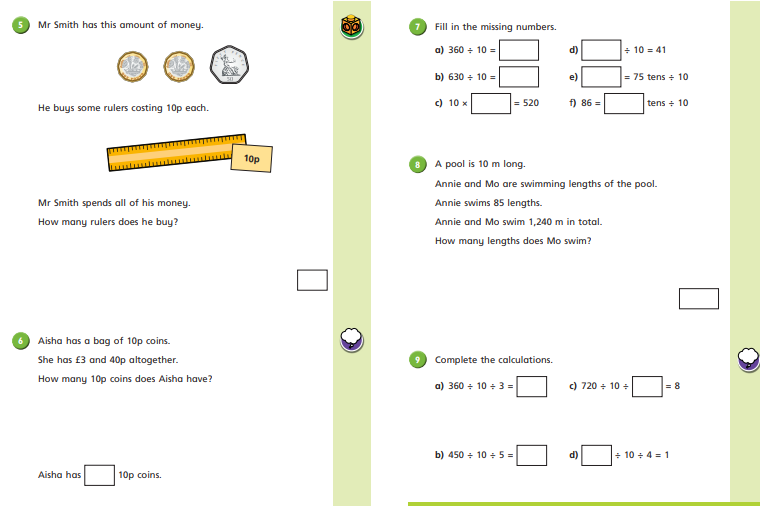 5 Mr Smith has this amount of money.
50
He buys some rulers costing 10p each.
10p
Mr Smith spends all of his money.
How many rulers does he buy?
6 Aisha has a bag of 10p coins.
She has £3 and 40p altogether.
How many 10p coins does Aisha have?
Aisha has 10p coins.
7 Fill in the missing numbers.
a) 360 ÷ 10 =
d) ÷ 10 = 41
b) 630 ÷ 10 =
e) = 75 tens ÷ 10
c) 10 × = 520
f) 86 = tens ÷ 10
8 A pool is 10 m long.
Annie and Mo are swimming lengths of the pool.
Annie swims 85 lengths.
Annie and Mo swim 1,240 m in total.
How many lengths does Mo swim?
9 Complete the calculations.
a) 360 ÷ 10 ÷ 3 =
c) 720 ÷ 10 ÷ = 8
b) 450 ÷ 10 ÷ 5 =
d) ÷ 10 ÷ 4 = 1